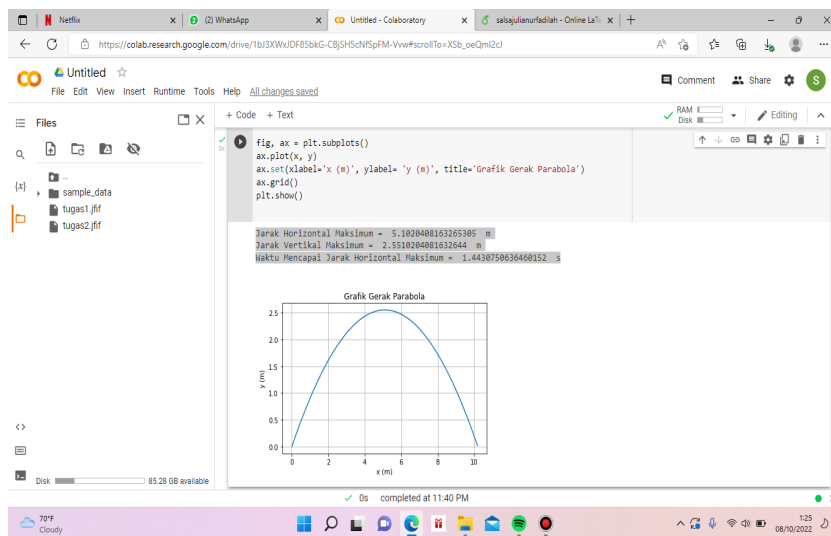 Netflix
(2) WhatsApp
Untitled - Colaboratory
salsajulianurfadilah - Online LaTe
https://colab.research.google.com/drive/1bJ3XWxJDF85bkG-CBjSH5cNfSpFM-Vvw#scrollTo=XSb_oeQml2cJ
Untitled
File Edit View Insert Runtime Tools Help All changes saved
Comment Share S
Files
+ Code + Text
RAM
Disk
Editing
..
sample_data
tugas1.jfif
tugas2.jfif
{x}
0s
fig, ax = plt.subplots()
ax.plot(x, y)
ax.set(xlabel='x (m)', ylabel= 'y (m)', title='Grafik Gerak Parabola')
ax.grid()
plt.show()
Jarak Horizontal Maksimum = 5.1020408163265305 m
Jarak Vertikal Maksimum = 2.5510204081632644 m
Waktu Mencapai Jarak Horizontal Maksimum = 1.4430750636460152 s
Grafik Gerak Parabola
2.5
2.0
1.5
1.0
0.5
0.0
y (m)
0 2 4 6 8 10
x (m)
Disk 85.28 GB available
0s completed at 11:40 PM
70°F
Cloudy
1:25
08/10/2022